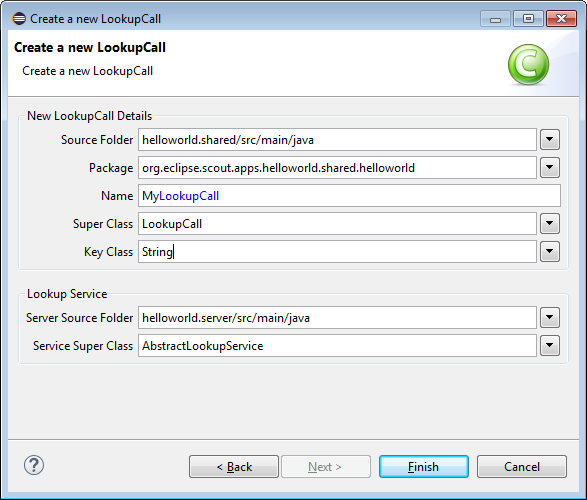 Create a new LookupCall
Create a new LookupCall
Create a new LookupCall
C
New LookupCall Details
Source Folder helloworld.shared/src/main/java
Package org.eclipse.scout.apps.helloworld.shared.helloworld
Name MyLookupCall
Super Class LookupCall
Key Class String
Lookup Service
Server Source Folder helloworld.server/src/main/java
Service Super Class AbstractLookupService
? < Back Next > Finish Cancel